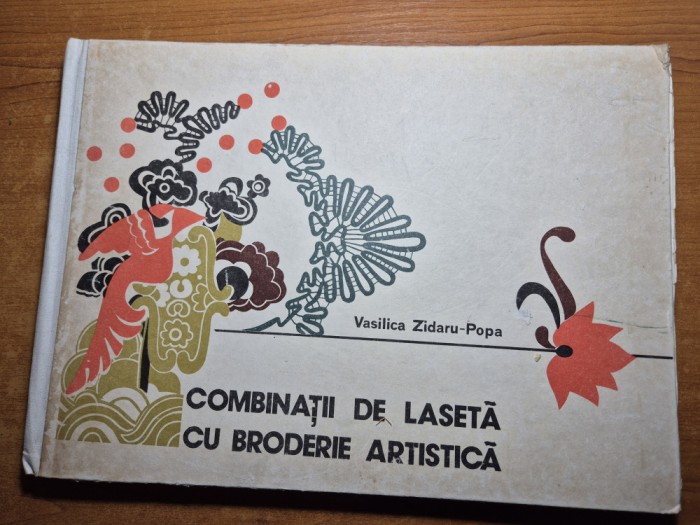 Vasilica Zidaru-Popa
COMBINAȚII DE LASETĂ
CU BRODERIE ARTISTICĂ